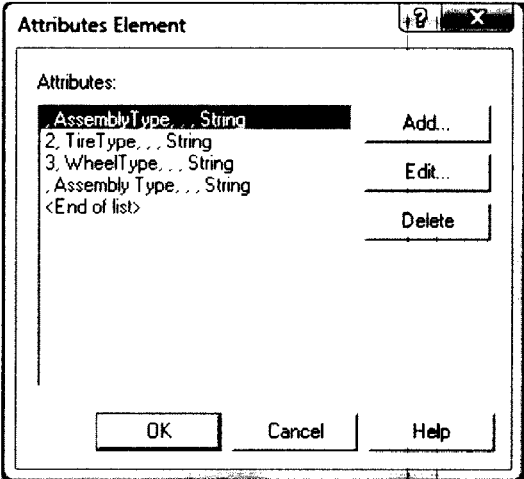 Attributes Element
?
X
Attributes:
, AssemblyType, , , String
2, TireType, , , String
3, WheelType, , , String
, Assembly Type, , , String
<End of list>
Add...
Edit...
Delete
OK
Cancel
Help